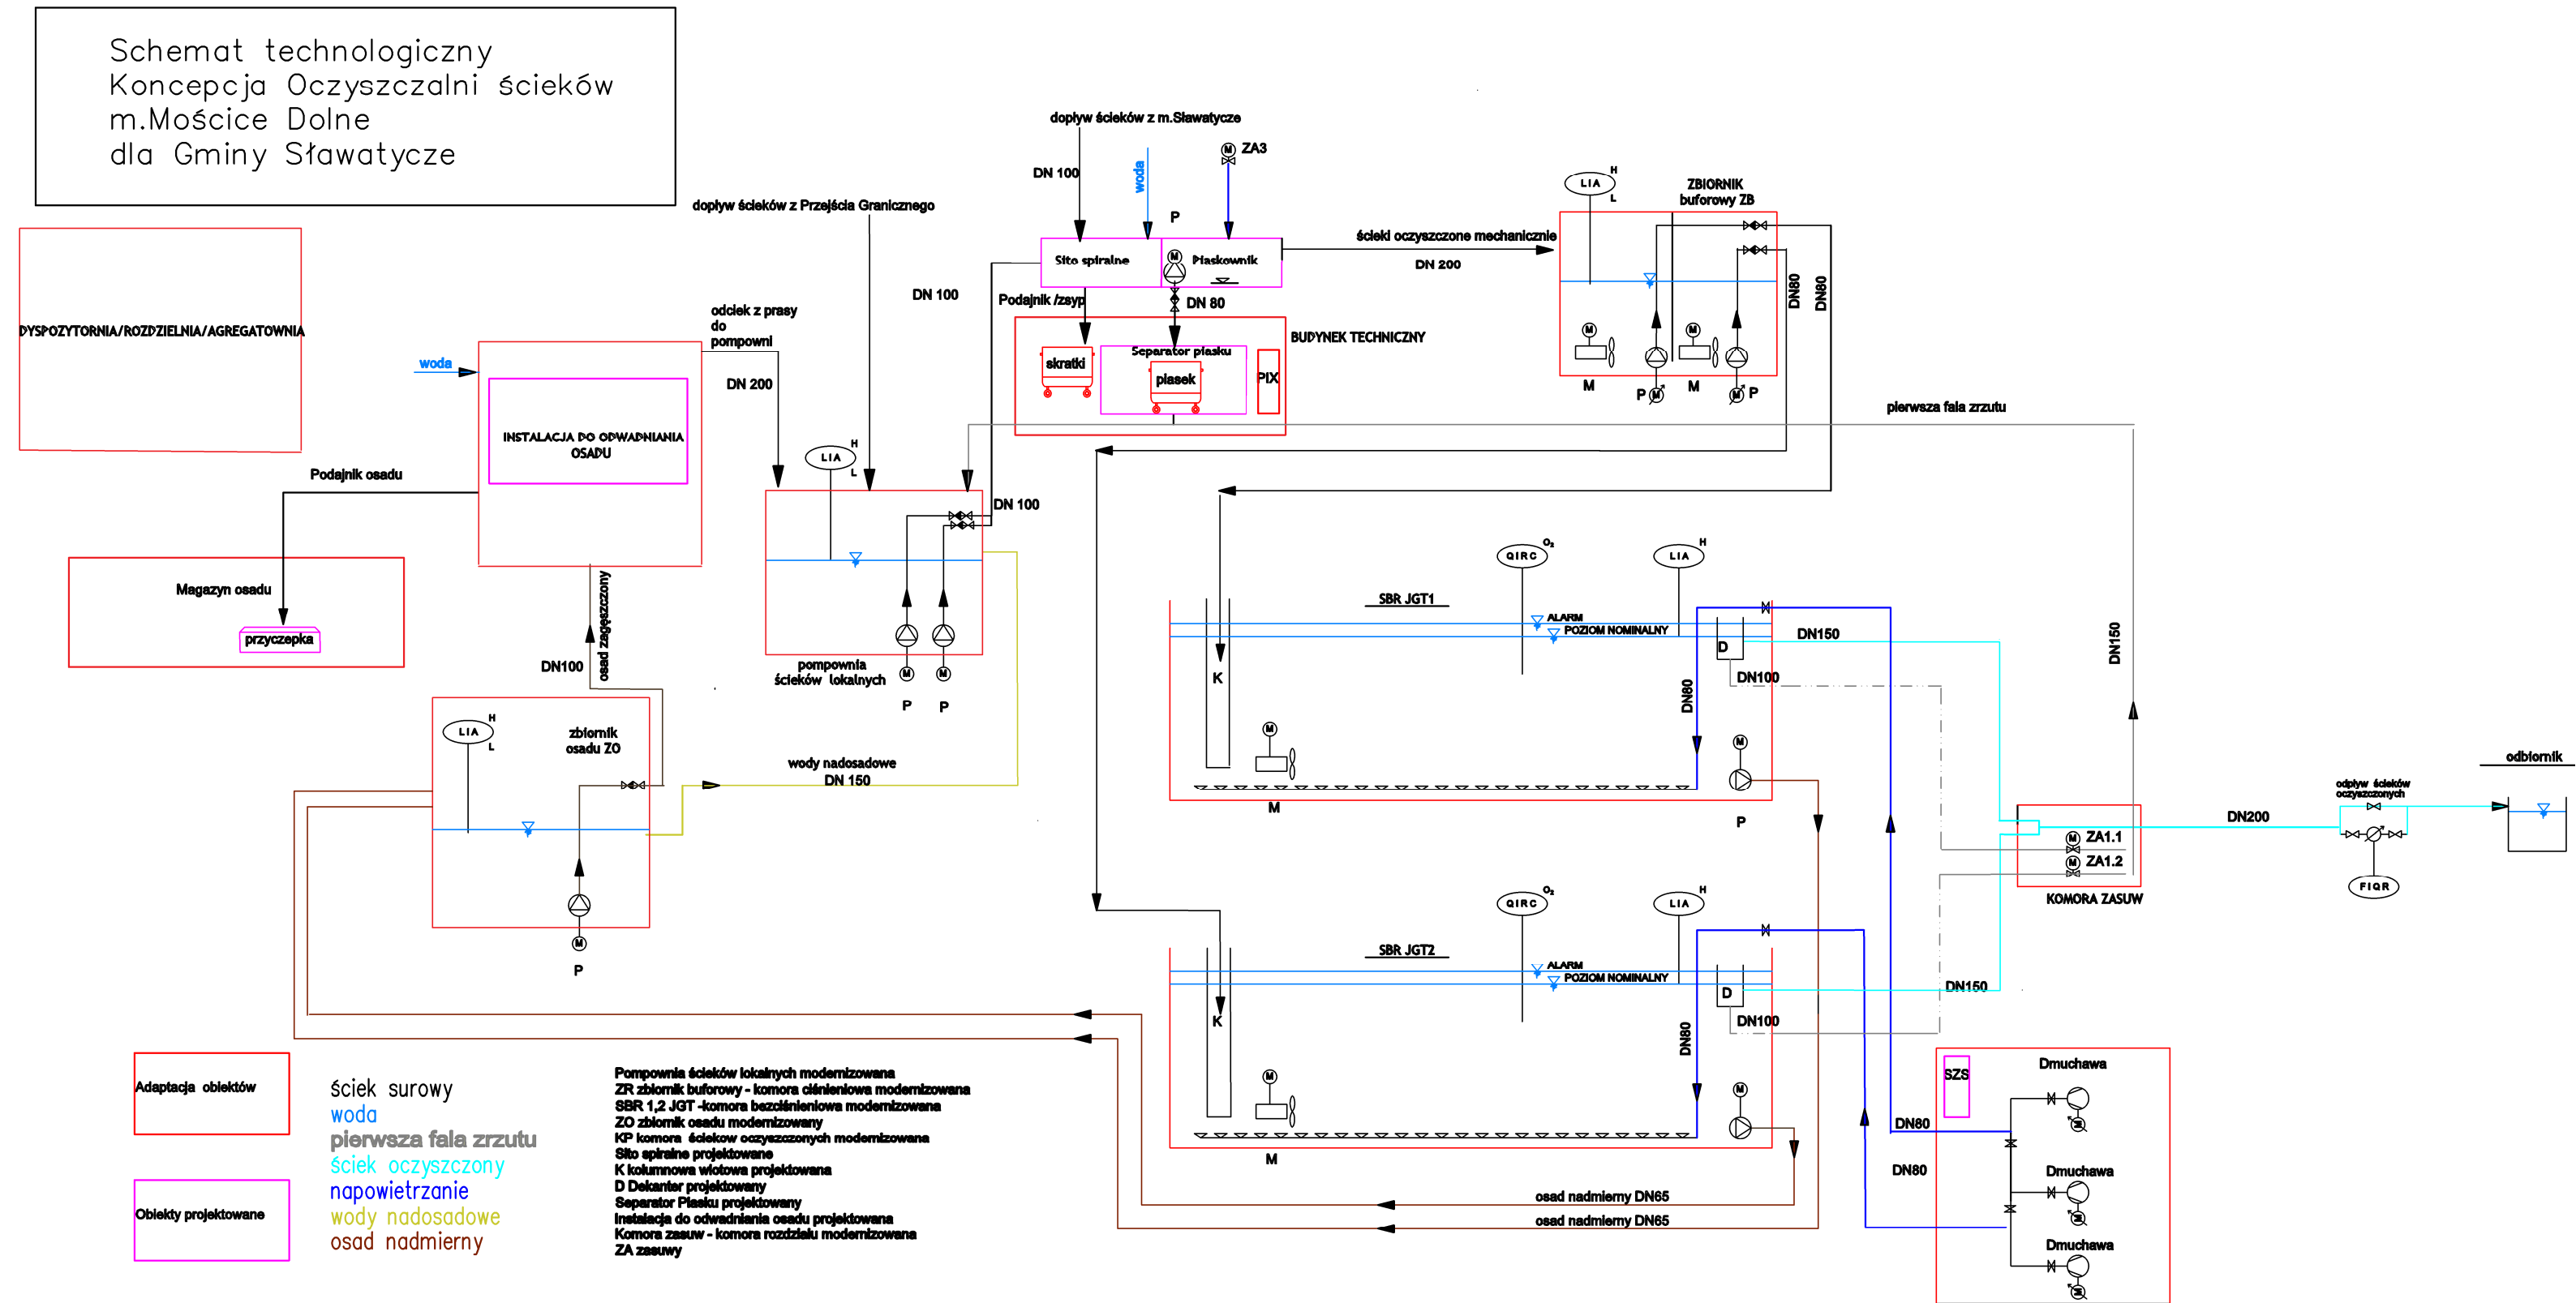 Schemat technologiczny
Koncepcja Oczyszczalni ścieków
m.Mościce Dolne
dla Gminy Sławatycze
dopływ ścieków z m.Sławatycze
DN 100
woda
M
ZA3
P
dopływ ścieków z Przejścia Granicznego
DN 100
Sito spiralne
M
Piaskownik
ścieki oczyszczone mechanicznie
DN 200
LIA
H
L
ZBIORNIK
buforowy ZB
DN80
DN80
M
M
M
P
M
M
M
P
DYSPOZYTORNIA/ROZDZIELNIA/AGREGATOWNIA
woda
odciek z prasy
do
pompowni
DN 200
Podajnik /zsyp
DN 80
BUDYNEK TECHNICZNY
skratki
Separator piasku
piasek
PIX
pierwsza fala zrzutu
INSTALACJA DO ODWADNIANIA
OSADU
Podajnik osadu
LIA
H
L
DN 100
Magazyn osadu
przyczepka
DN100
osad zagęszczony
pompownia
ścieków lokalnych
M
M
P
P
LIA
H
L
zbiornik
osadu ZO
M
P
wody nadosadowe
DN 150
SBR JGT1
QIRC
O₂
LIA
H
ALARM
POZIOM NOMINALNY
K
M
M
DN80
D
DN150
DN100
M
P
DN150
odbiornik
odpływ ścieków
oczyszczonych
DN200
FIQR
M
ZA1.1
M
ZA1.2
KOMORA ZASUW
SBR JGT2
QIRC
O₂
LIA
H
ALARM
POZIOM NOMINALNY
K
M
M
DN80
D
DN150
DN100
M
osad nadmierny DN65
osad nadmierny DN65
SZS
Dmuchawa
M
DN80
DN80
Dmuchawa
M
Dmuchawa
M
Adaptacja obiektów
Obiekty projektowane
ściek surowy
woda
pierwsza fala zrzutu
ściek oczyszczony
napowietrzanie
wody nadosadowe
osad nadmierny
Pompownia ścieków lokalnych modernizowana
ZR zbiornik buforowy - komora ciśnieniowa modernizowana
SBR 1,2 JGT -komora bezciśnieniowa modernizowana
ZO zbiornik osadu modernizowany
KP komora ściekow oczyszczonych modernizowana
Sito spiralne projektowane
K kolumnowa wlotowa projektowana
D Dekanter projektowany
Separator Piasku projektowany
Instalacja do odwadniania osadu projektowana
Komora zasuw - komora rozdziału modernizowana
ZA zasuwy